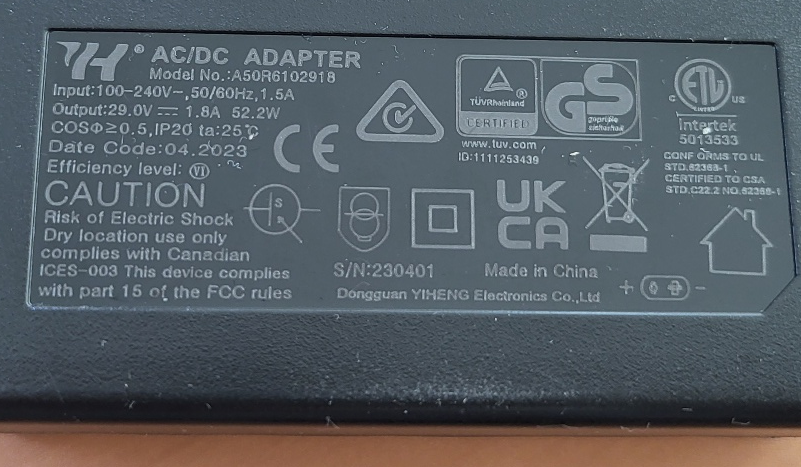 YH® AC/DC ADAPTER
Model No.:A50R6102918
Input:100-240V~,50/60Hz,1.5A
Output:29.0V⎓ 1.8A 52.2W
COSΦ≥0.5,IP20 ta:25℃
Date Code:04.2023
Efficiency level: VI
CAUTION
Risk of Electric Shock
Dry location use only
complies with Canadian
ICES-003 This device complies
with part 15 of the FCC rules
CE
TÜVRheinland
CERTIFIED
GS
geprüfte
sicherheit
www.tuv.com
ID:1111253439
ETL
LISTED
C US
Intertek
5013533
CONFORMS TO UL
STD.62368-1
CERTIFIED TO CSA
STD.C22.2 NO.62368-1
S
UK
CA
S/N:230401
Made in China
Dongguan YIHENG Electronics Co.,Ltd
+ -